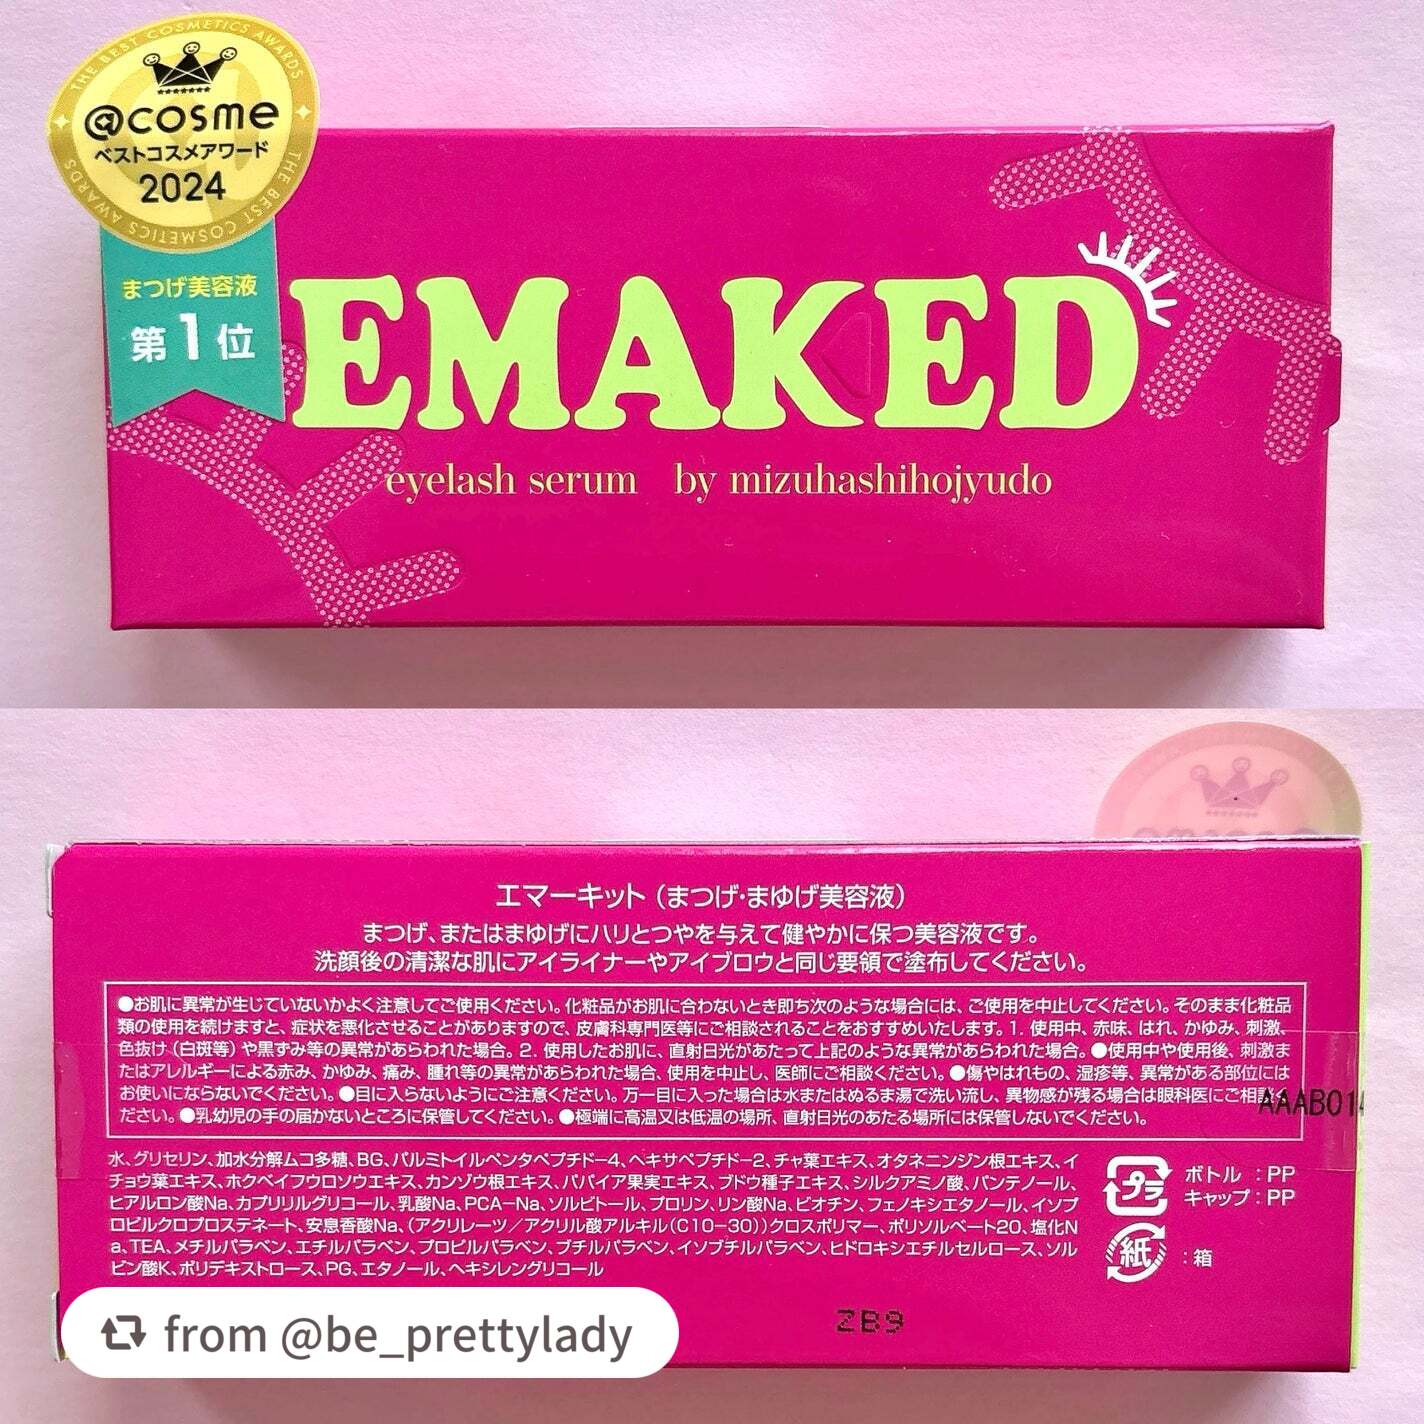 THE BEST COSMETICS AWARDS
@cosme
ベストコスメアワード
2024
THE BEST COSMETICS AWARDS
まつげ美容液
第1位
EMAKED
eyelash serum by mizuhashihojyudo
エマーキット（まつげ・まゆげ美容液）
まつげ、またはまゆげにハリとつやを与えて健やかに保つ美容液です。
洗顔後の清潔な肌にアイライナーやアイブロウと同じ要領で塗布してください。
●お肌に異常が生じていないかよく注意してご使用ください。化粧品がお肌に合わないとき即ち次のような場合には、ご使用を中止してください。そのまま化粧品
類の使用を続けますと、症状を悪化させることがありますので、皮膚科専門医等にご相談されることをおすすめいたします。1. 使用中、赤味、はれ、かゆみ、刺激、
色抜け（白斑等）や黒ずみ等の異常があらわれた場合。2. 使用したお肌に、直射日光があたって上記のような異常があらわれた場合。●使用中や使用後、刺激ま
たはアレルギーによる赤み、かゆみ、痛み、腫れ等の異常があらわれた場合、使用を中止し、医師にご相談ください。●傷やはれもの、湿疹等、異常がある部位には
お使いにならないでください。●目に入らないようにご注意ください。万一目に入った場合は水またはぬるま湯で洗い流し、異物感が残る場合は眼科医にご相談く
ださい。●乳幼児の手の届かないところに保管してください。●極端に高温又は低温の場所、直射日光のあたる場所には保管しないでください。
AAAB014
水、グリセリン、加水分解ムコ多糖、BG、パルミトイルペンタペプチドー4、ヘキサペプチドー2、チャ葉エキス、オタネニンジン根エキス、イ
チョウ葉エキス、ホクベイフウロソウエキス、カンゾウ根エキス、パパイア果実エキス、ブドウ種子エキス、シルクアミノ酸、パンテノール、
ヒアルロン酸Na、カプリリルグリコール、乳酸Na、PCA－Na、ソルビトール、プロリン、リン酸Na、ビオチン、フェノキシエタノール、イソプ
ロピルクロプロステネート、安息香酸Na、（アクリレーツ／アクリル酸アルキル（C10－30））クロスポリマー、ポリソルベート20、塩化N
a、TEA、メチルパラベン、エチルパラベン、プロピルパラベン、ブチルパラベン、イソブチルパラベン、ヒドロキシエチルセルロース、ソル
ビン酸K、ポリデキストロース、PG、エタノール、ヘキシレングリコール
プラ
ボトル：PP
キャップ：PP
紙
：箱
ZB9
from @be_prettylady